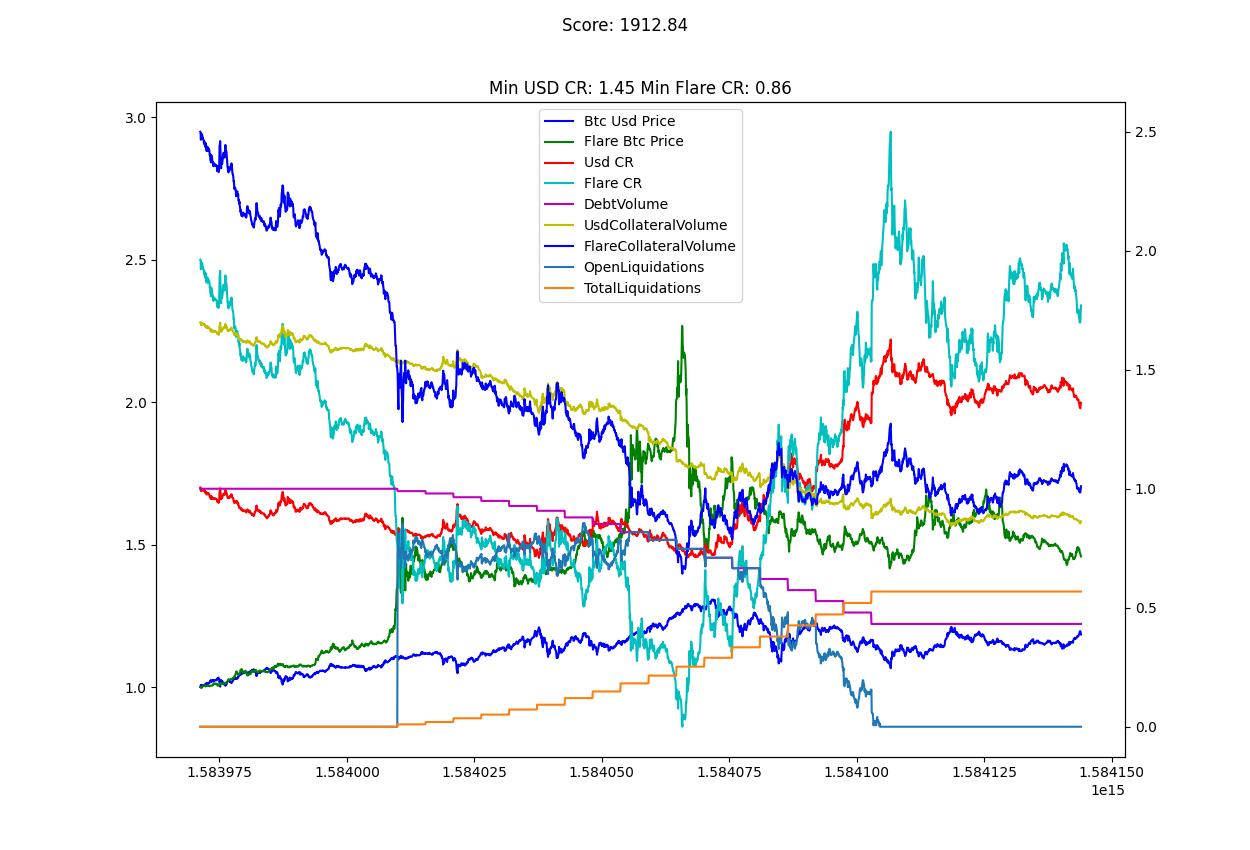 Score: 1912.84
Min USD CR: 1.45 Min Flare CR: 0.86
3.0
2.5
2.0
1.5
1.0
Btc Usd Price
Flare Btc Price
Usd CR
Flare CR
DebtVolume
UsdCollateralVolume
FlareCollateralVolume
OpenLiquidations
TotalLiquidations
2.5
2.0
1.5
1.0
0.5
0.0
1.583975 1.584000 1.584025 1.584050 1.584075 1.584100 1.584125 1.584150
1e15